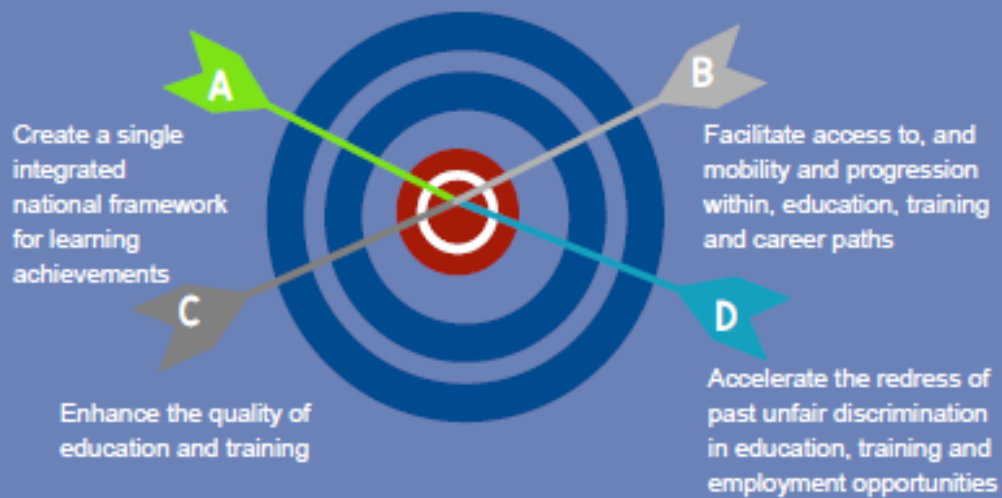 A
Create a single
integrated
national framework
for learning
achievements
B
Facilitate access to, and
mobility and progression
within, education, training
and career paths
C
Enhance the quality of
education and training
D
Accelerate the redress of
past unfair discrimination
in education, training and
employment opportunities